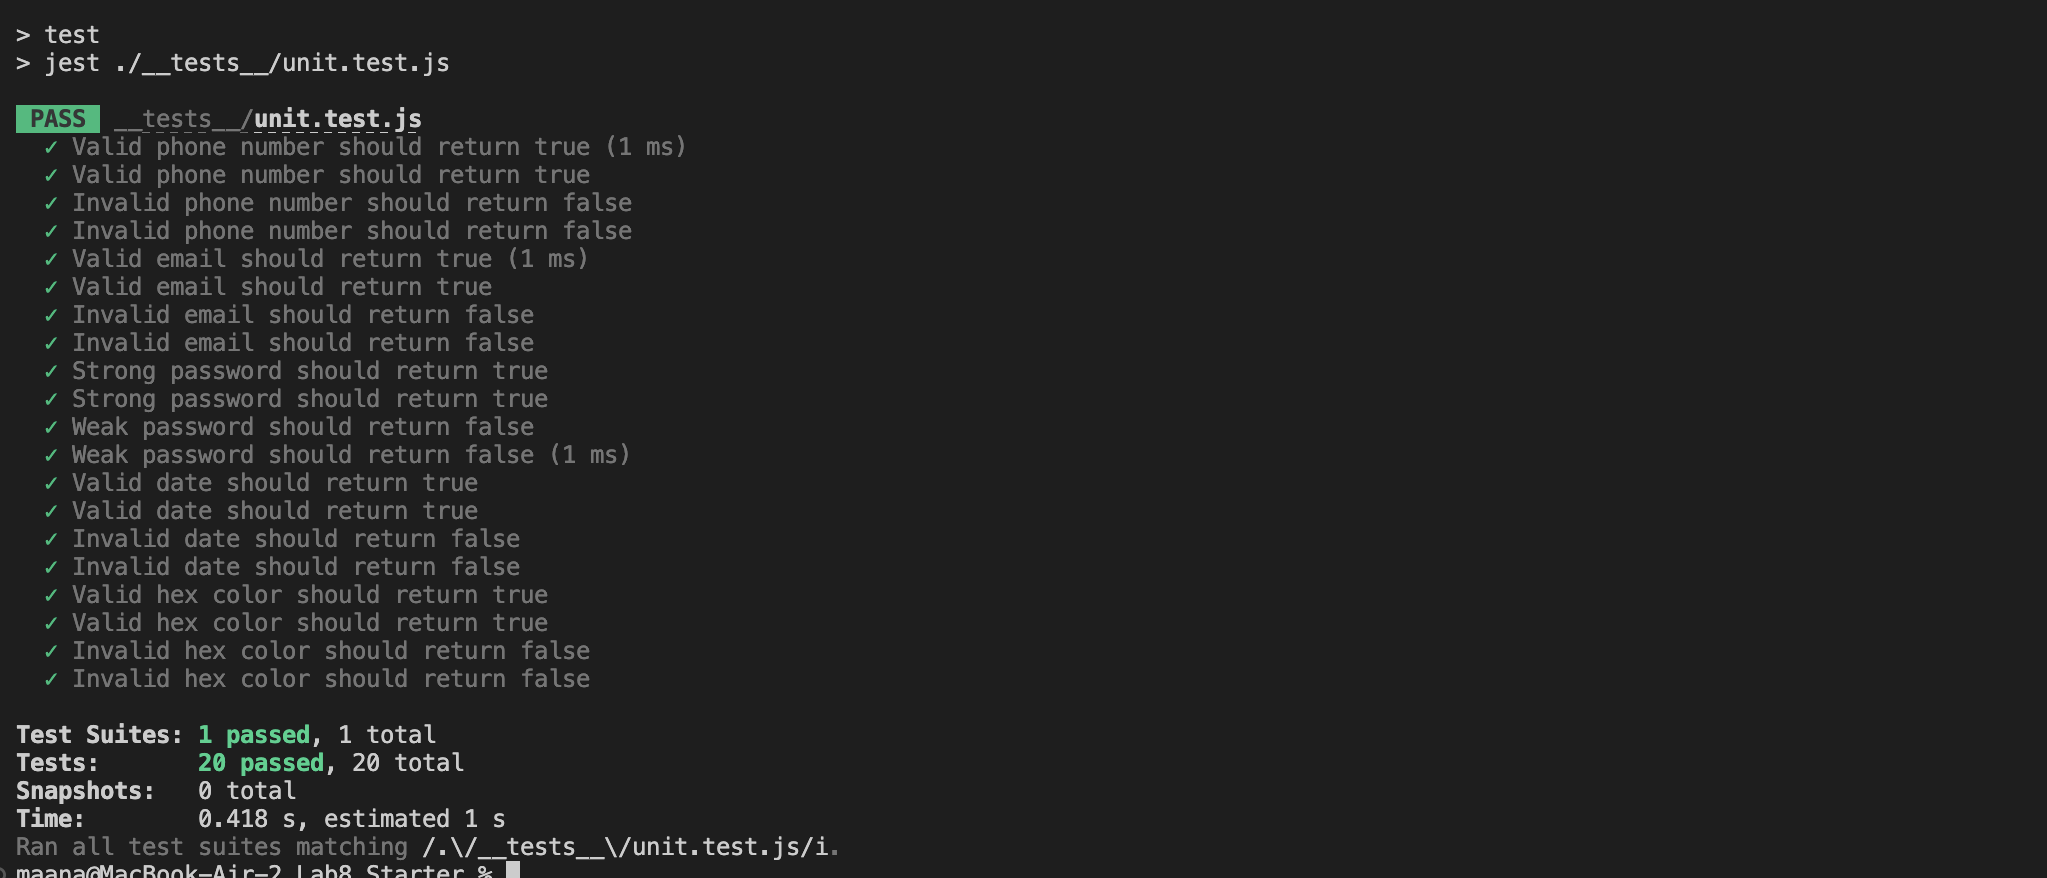 > test
> jest ./__tests__/unit.test.js
PASS __tests__/unit.test.js
✓ Valid phone number should return true (1 ms)
✓ Valid phone number should return true
✓ Invalid phone number should return false
✓ Invalid phone number should return false
✓ Valid email should return true (1 ms)
✓ Valid email should return true
✓ Invalid email should return false
✓ Invalid email should return false
✓ Strong password should return true
✓ Strong password should return true
✓ Weak password should return false
✓ Weak password should return false (1 ms)
✓ Valid date should return true
✓ Valid date should return true
✓ Invalid date should return false
✓ Invalid date should return false
✓ Valid hex color should return true
✓ Valid hex color should return true
✓ Invalid hex color should return false
✓ Invalid hex color should return false
Test Suites: 1 passed, 1 total
Tests: 20 passed, 20 total
Snapshots: 0 total
Time: 0.418 s, estimated 1 s
Ran all test suites matching /.\/__tests__\/unit.test.js/i.
maana@MacBook-Air-2 Lab8_Starter %